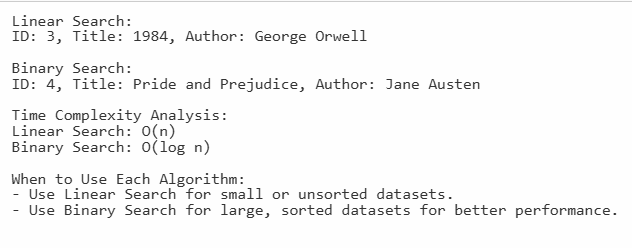 Linear Search:
ID: 3, Title: 1984, Author: George Orwell
Binary Search:
ID: 4, Title: Pride and Prejudice, Author: Jane Austen
Time Complexity Analysis:
Linear Search: O(n)
Binary Search: O(log n)
When to Use Each Algorithm:
- Use Linear Search for small or unsorted datasets.
- Use Binary Search for large, sorted datasets for better performance.